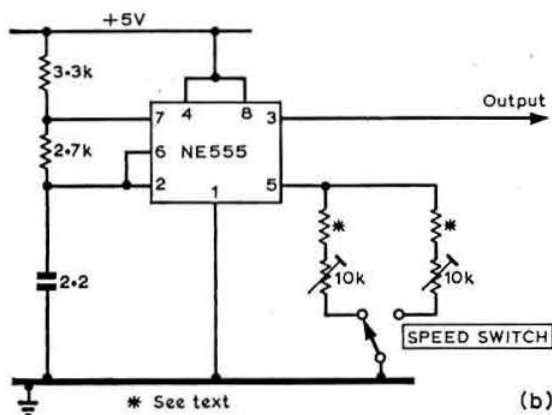 +5V
3·3k
Output
7
4
8
3
2·7k
6
NE555
2
1
5
*
*
2·2
10k
10k
SPEED SWITCH
* See text
(b)